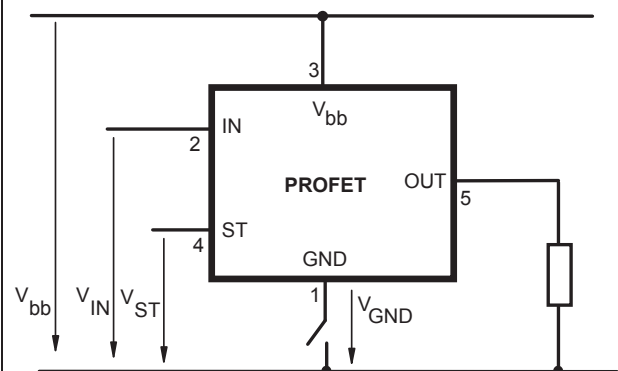 3
V_bb
IN
2
PROFET
OUT
5
ST
4
GND
1
V_bb
V_IN
V_ST
V_GND